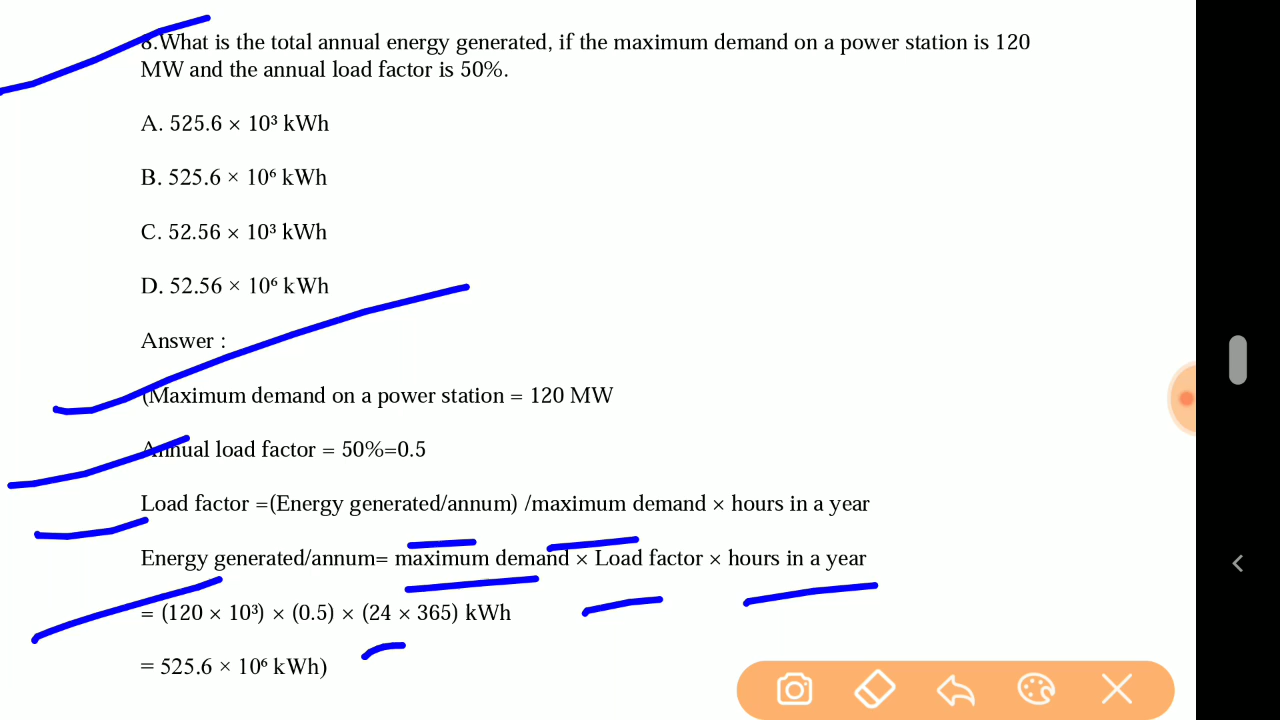 8.What is the total annual energy generated, if the maximum demand on a power station is 120
MW and the annual load factor is 50%.
A. 525.6 × 10³ kWh
B. 525.6 × 10⁶ kWh
C. 52.56 × 10³ kWh
D. 52.56 × 10⁶ kWh
Answer :
(Maximum demand on a power station = 120 MW
Annual load factor = 50%=0.5
Load factor =(Energy generated/annum) /maximum demand × hours in a year
Energy generated/annum= maximum demand × Load factor × hours in a year
= (120 × 10³) × (0.5) × (24 × 365) kWh
= 525.6 × 10⁶ kWh)